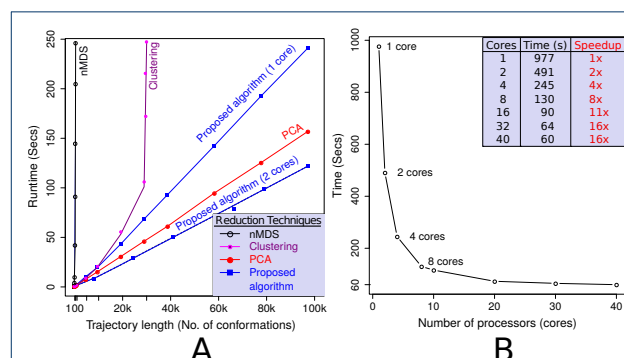 250
200
150
100
50
0
Runtime (Secs)
nMDS
Clustering
Proposed algorithm (1 core)
PCA
Proposed algorithm (2 cores)
Reduction Techniques
nMDS
Clustering
PCA
Proposed
algorithm
20k
40k
60k
80k
100k
Trajectory length (No. of conformations)
A
1000
800
600
400
200
60
Time (Secs)
1 core
2 cores
4 cores
8 cores
Cores Time (s) Speedup
1 977 1x
2 491 2x
4 245 4x
8 130 8x
16 90 11x
32 64 16x
40 60 16x
0 10 20 30 40
Number of processors (cores)
B